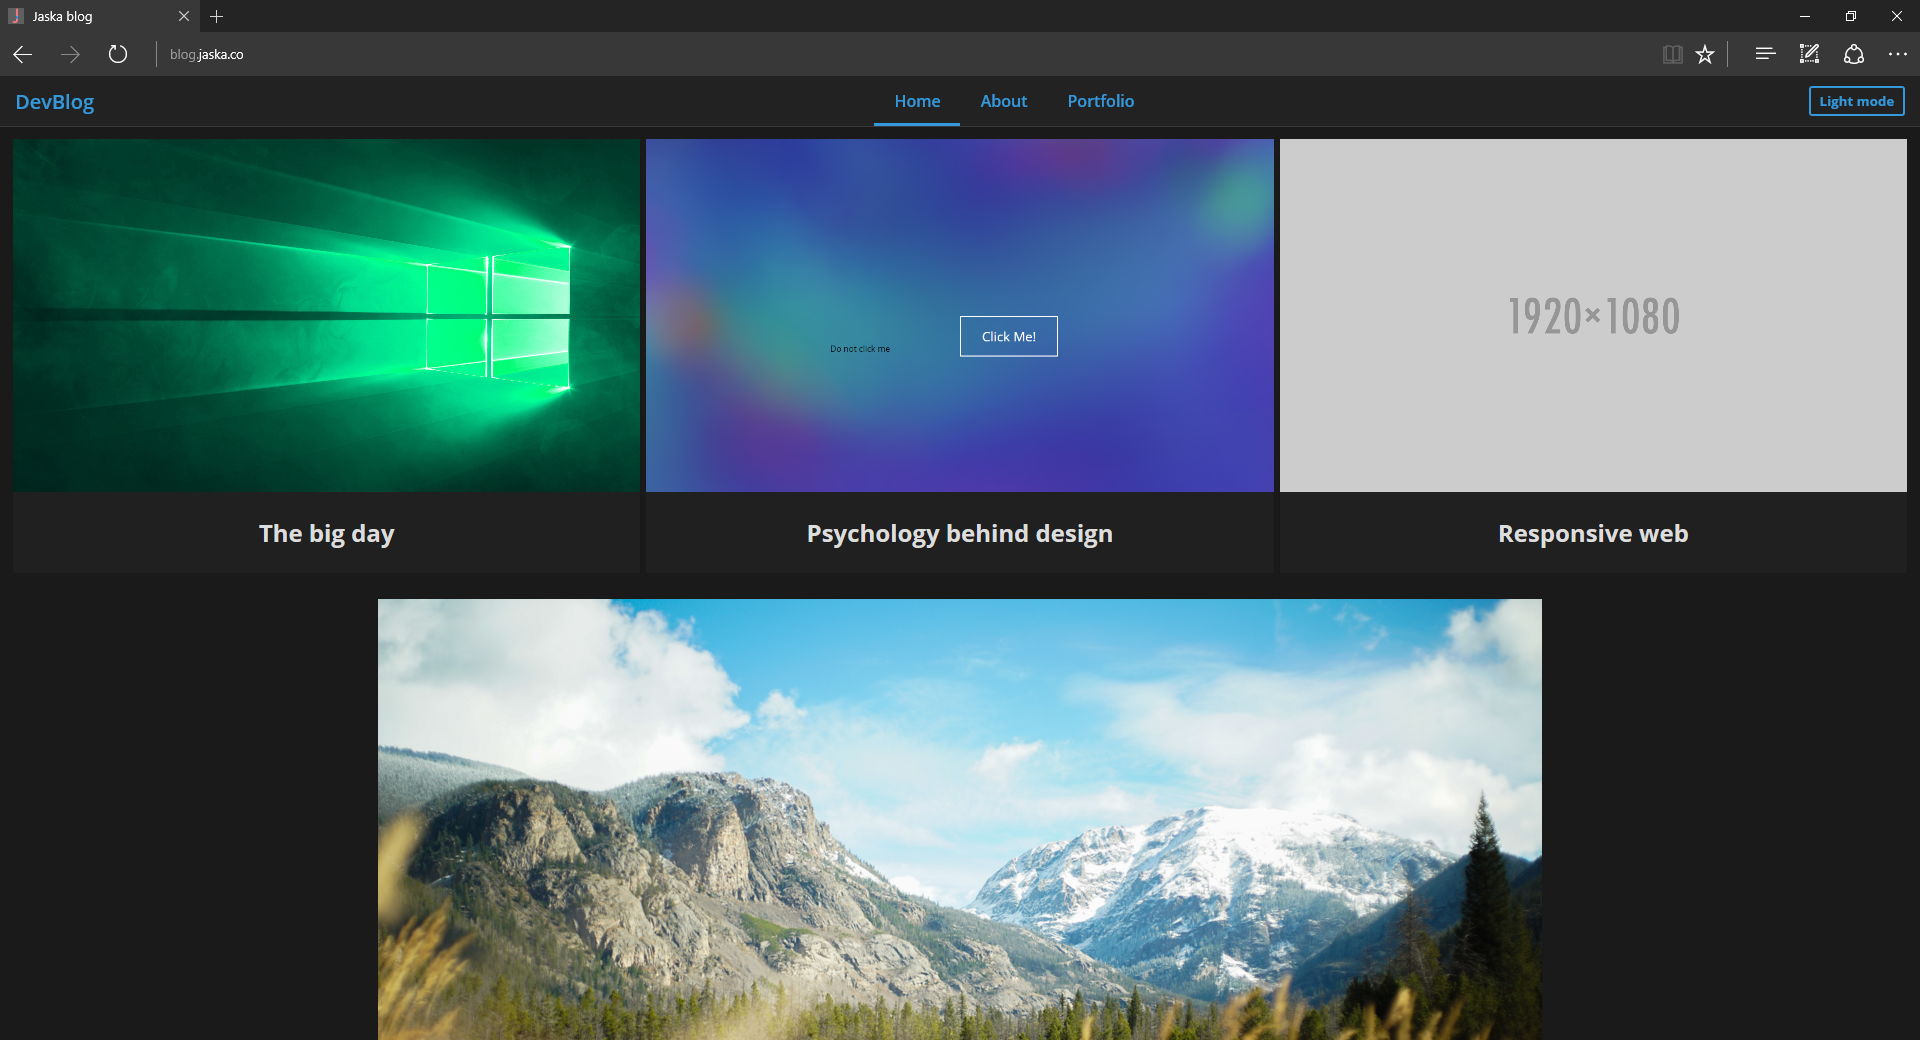 Jaska blog
blog.jaska.co
DevBlog
Home About Portfolio
Light mode
Do not click me
Click Me!
1920×1080
The big day
Psychology behind design
Responsive web